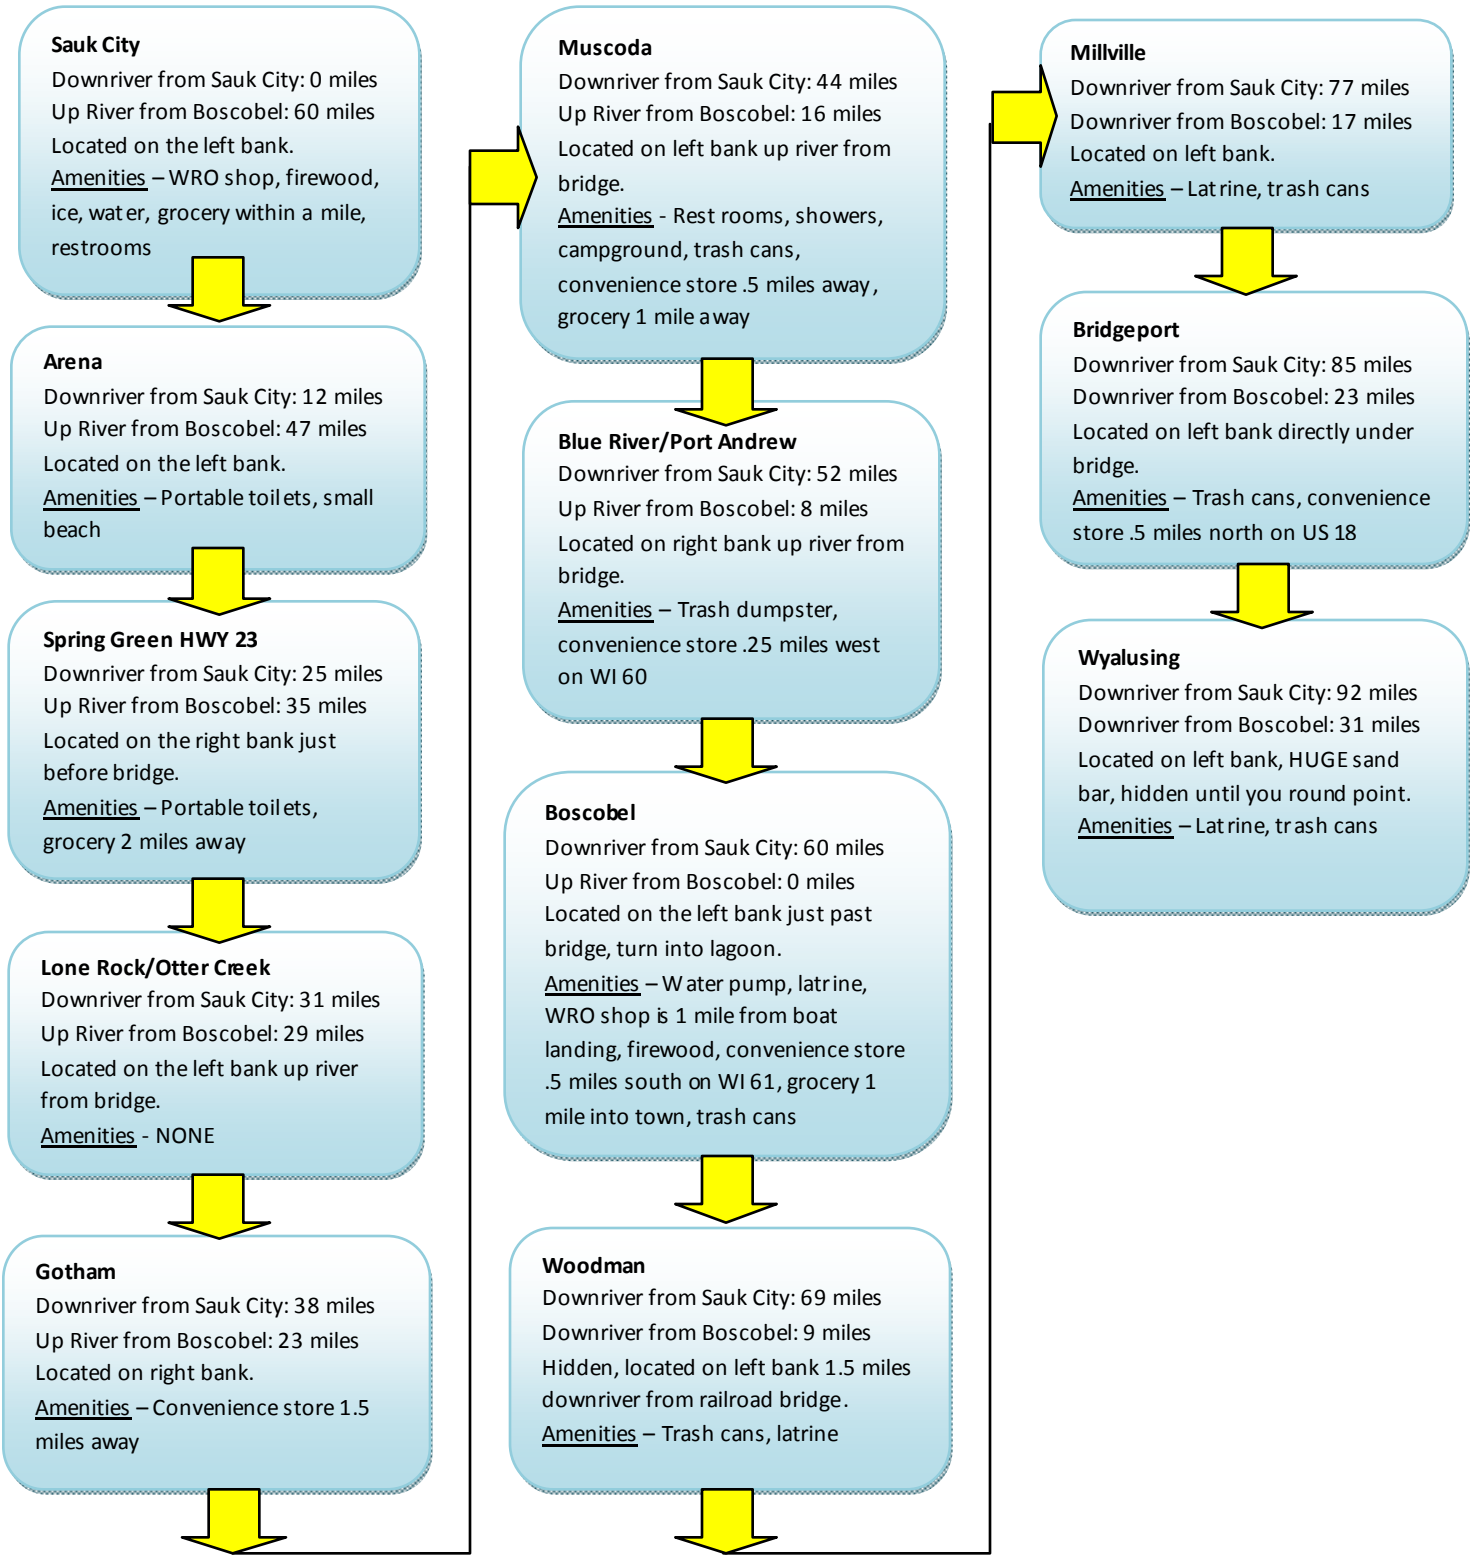 Sauk City
Downriver from Sauk City: 0 miles
Up River from Boscobel: 60 miles
Located on the left bank.
Amenities – WRO shop, firewood,
ice, water, grocery within a mile,
restrooms
Arena
Downriver from Sauk City: 12 miles
Up River from Boscobel: 47 miles
Located on the left bank.
Amenities – Portable toilets, small
beach
Spring Green HWY 23
Downriver from Sauk City: 25 miles
Up River from Boscobel: 35 miles
Located on the right bank just
before bridge.
Amenities – Portable toilets,
grocery 2 miles away
Lone Rock/Otter Creek
Downriver from Sauk City: 31 miles
Up River from Boscobel: 29 miles
Located on the left bank up river
from bridge.
Amenities - NONE
Gotham
Downriver from Sauk City: 38 miles
Up River from Boscobel: 23 miles
Located on right bank.
Amenities – Convenience store 1.5
miles away
Muscoda
Downriver from Sauk City: 44 miles
Up River from Boscobel: 16 miles
Located on left bank up river from
bridge.
Amenities - Rest rooms, showers,
campground, trash cans,
convenience store .5 miles away,
grocery 1 mile away
Blue River/Port Andrew
Downriver from Sauk City: 52 miles
Up River from Boscobel: 8 miles
Located on right bank up river from
bridge.
Amenities – Trash dumpster,
convenience store .25 miles west
on WI 60
Boscobel
Downriver from Sauk City: 60 miles
Up River from Boscobel: 0 miles
Located on the left bank just past
bridge, turn into lagoon.
Amenities – Water pump, latrine,
WRO shop is 1 mile from boat
landing, firewood, convenience store
.5 miles south on WI 61, grocery 1
mile into town, trash cans
Woodman
Downriver from Sauk City: 69 miles
Downriver from Boscobel: 9 miles
Hidden, located on left bank 1.5 miles
downriver from railroad bridge.
Amenities – Trash cans, latrine
Millville
Downriver from Sauk City: 77 miles
Downriver from Boscobel: 17 miles
Located on left bank.
Amenities – Latrine, trash cans
Bridgeport
Downriver from Sauk City: 85 miles
Downriver from Boscobel: 23 miles
Located on left bank directly under
bridge.
Amenities – Trash cans, convenience
store .5 miles north on US 18
Wyalusing
Downriver from Sauk City: 92 miles
Downriver from Boscobel: 31 miles
Located on left bank, HUGE sand
bar, hidden until you round point.
Amenities – Latrine, trash cans